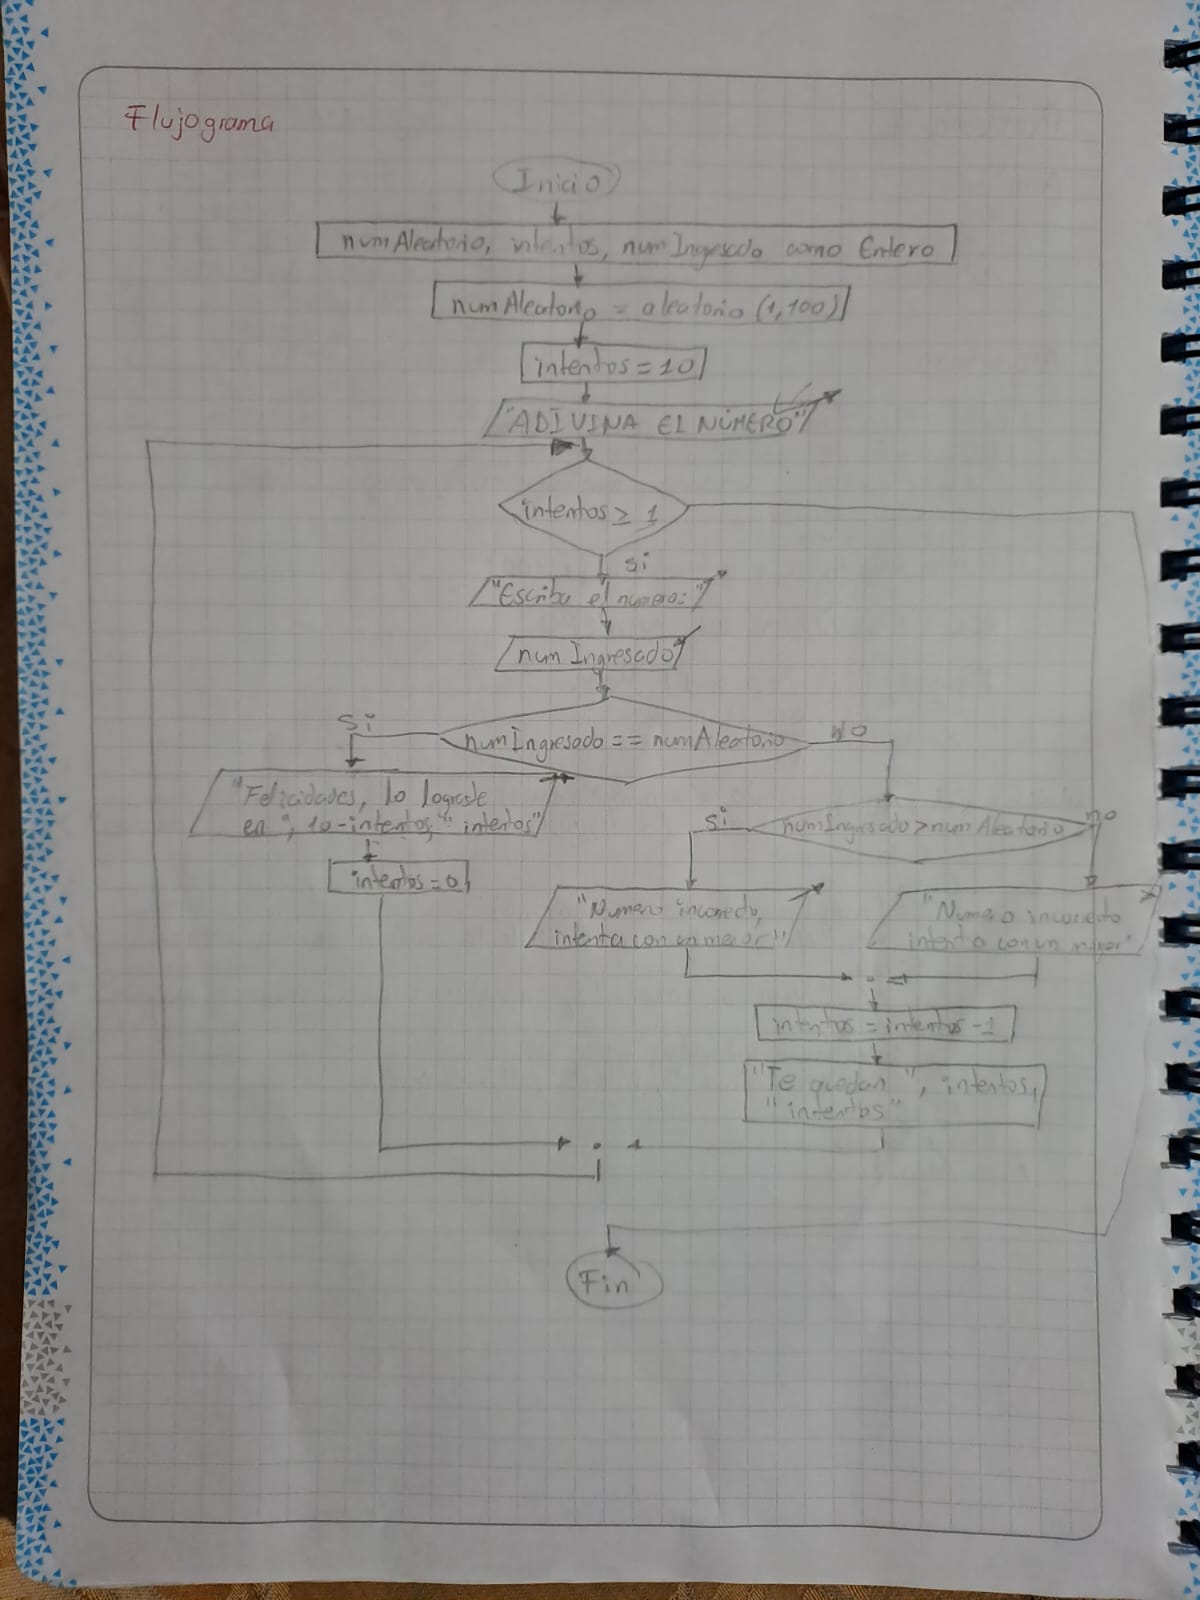 Flujograma
Inicio
numAleatorio, intentos, numIngresado como Entero
numAleatorio = aleatorio (1,100)
intentos = 10
"ADIVINA EL NÚMERO"
intentos ≥ 1
si
"Escribe el numero: "
numIngresado
si
numIngresado == numAleatorio
NO
"Felicidades, lo lograste
en ", 10-intentos, " intentos"
si
numIngresado > numAleatorio
no
intentos = 0
"Numero incorrecto,
intenta con un menor"
"Numero incorrecto
intenta con un mayor"
intentos = intentos -1
"Te quedan ", intentos,
"intentos"
Fin